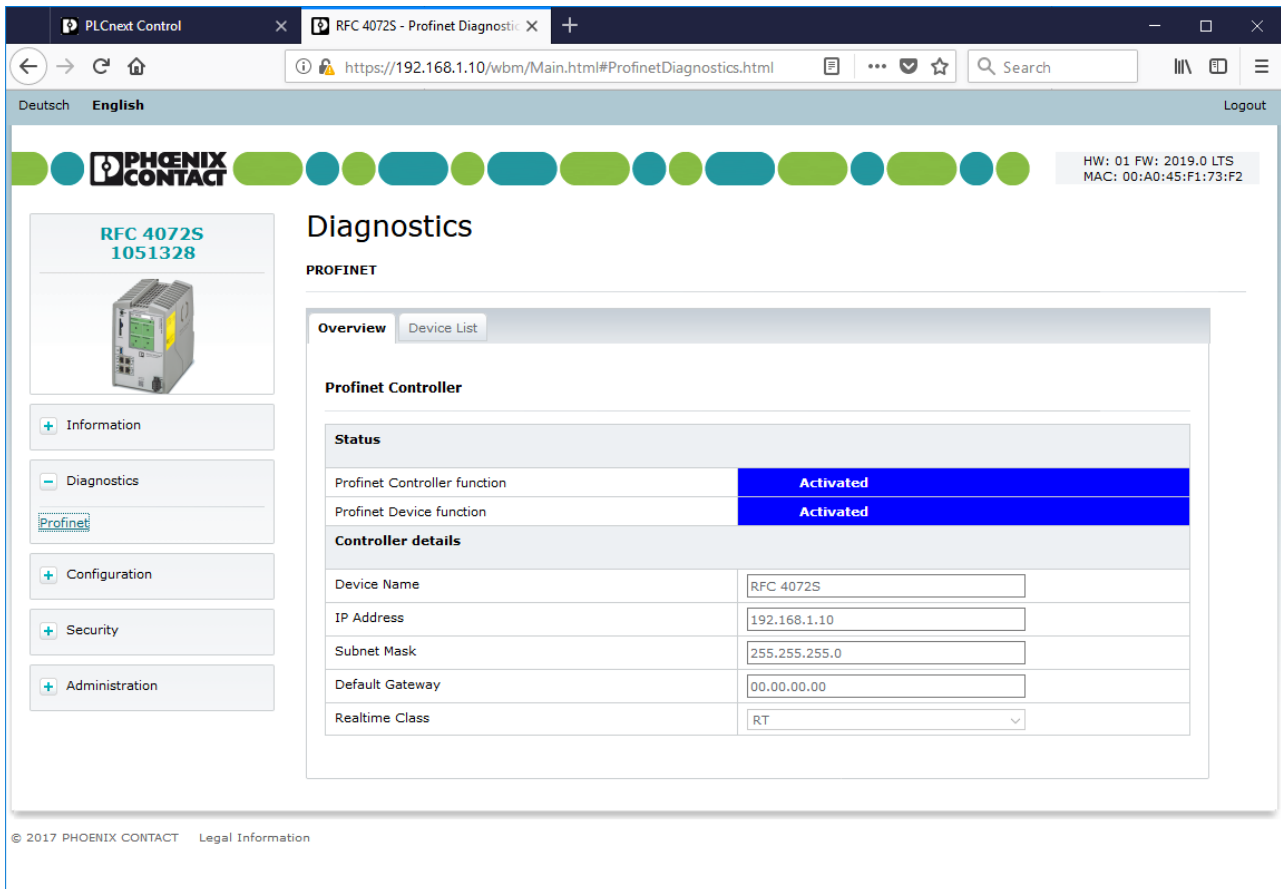 PLCnext Control
RFC 4072S - Profinet Diagnostic
https://192.168.1.10/wbm/Main.html#ProfinetDiagnostics.html
Search
Deutsch English
Logout
PHŒNIX
CONTACT
HW: 01 FW: 2019.0 LTS
MAC: 00:A0:45:F1:73:F2
RFC 4072S
1051328
Information
Diagnostics
Profinet
Configuration
Security
Administration
Diagnostics
PROFINET
Overview Device List
Profinet Controller
Status
Profinet Controller function Activated
Profinet Device function Activated
Controller details
Device Name RFC 4072S
IP Address 192.168.1.10
Subnet Mask 255.255.255.0
Default Gateway 00.00.00.00
Realtime Class RT
© 2017 PHOENIX CONTACT Legal Information